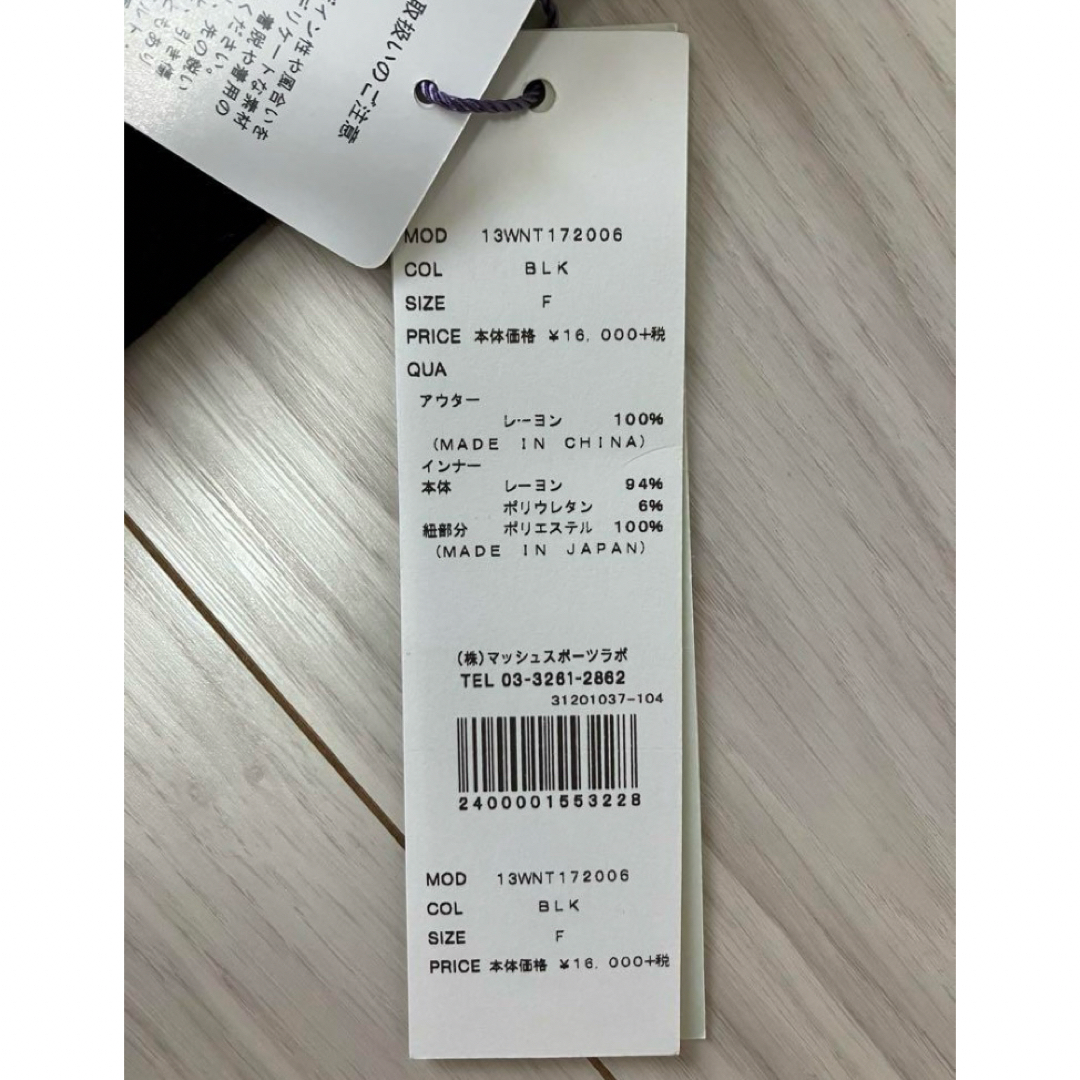 取扱いのご注意
MOD 13WNT172006
COL BLK
SIZE F
PRICE 本体価格 ¥16,000+税
QUA
アウター
レーヨン 100%
(MADE IN CHINA)
インナー
本体 レーヨン 94%
ポリウレタン 6%
紐部分 ポリエステル 100%
(MADE IN JAPAN)
(株)マッシュスポーツラボ
TEL 03-3261-2862
31201037-104
2400001553228
MOD 13WNT172006
COL BLK
SIZE F
PRICE 本体価格 ¥16,000+税